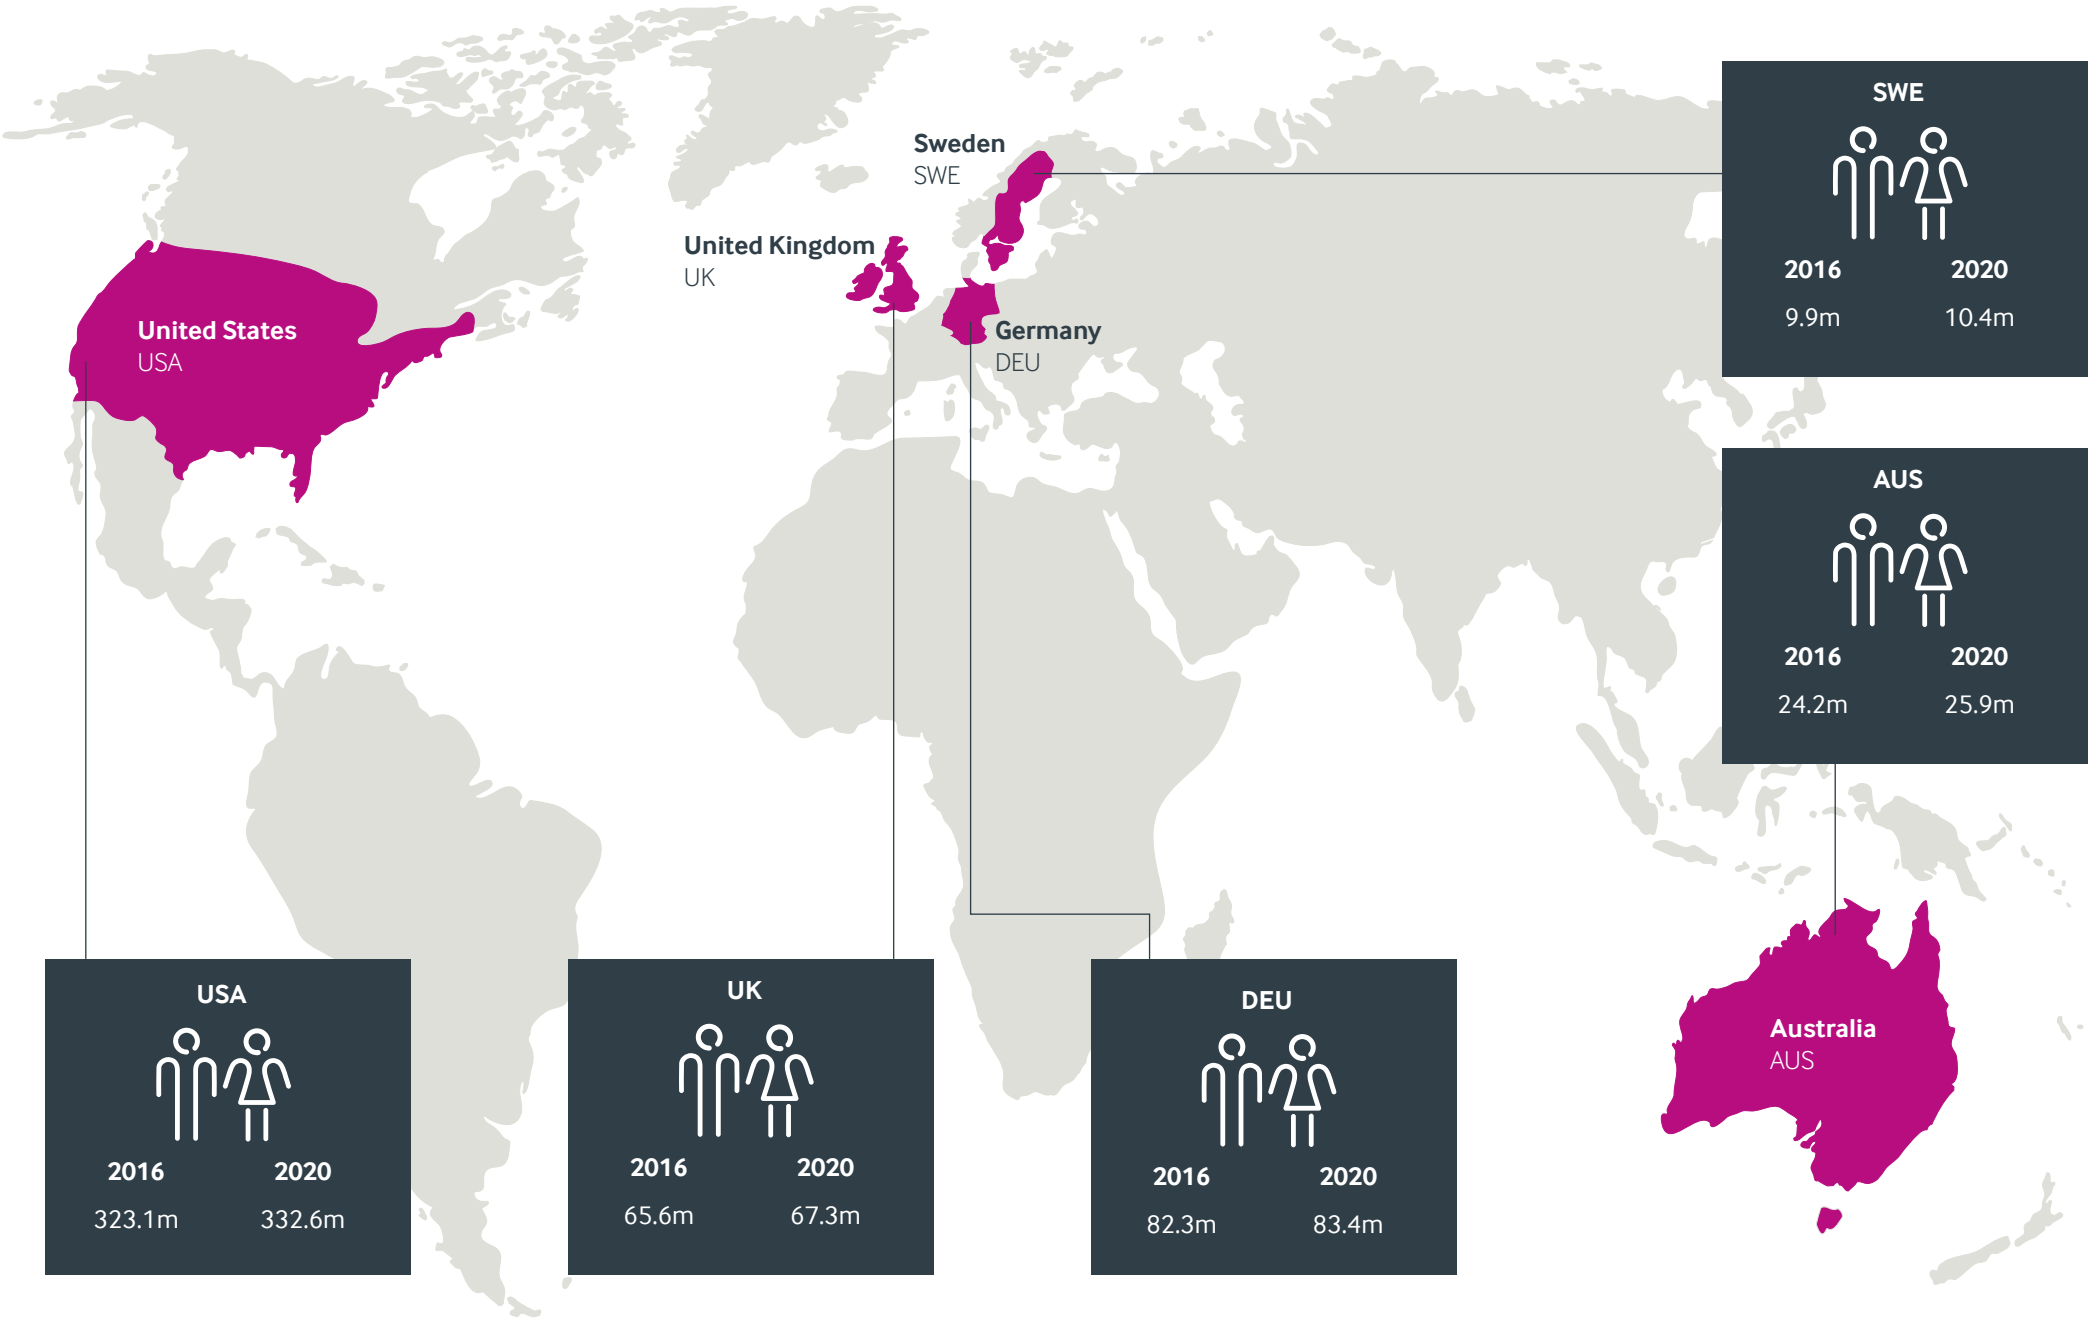 Sweden
SWE
United Kingdom
UK
United States
USA
Germany
DEU
SWE
2016 2020
9.9m 10.4m
AUS
2016 2020
24.2m 25.9m
Australia
AUS
USA
2016 2020
323.1m 332.6m
UK
2016 2020
65.6m 67.3m
DEU
2016 2020
82.3m 83.4m